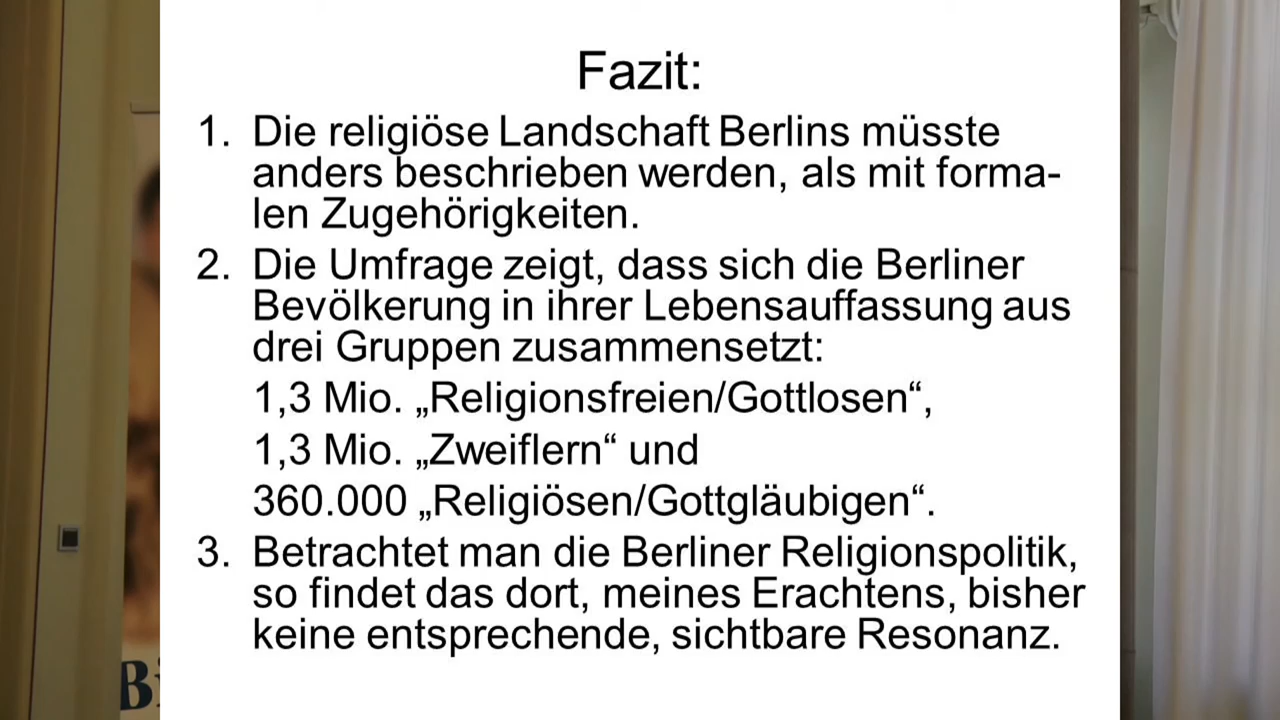 Fazit:
1. Die religiöse Landschaft Berlins müsste
anders beschrieben werden, als mit forma-
len Zugehörigkeiten.
2. Die Umfrage zeigt, dass sich die Berliner
Bevölkerung in ihrer Lebensauffassung aus
drei Gruppen zusammensetzt:
1,3 Mio. „Religionsfreien/Gottlosen“,
1,3 Mio. „Zweiflern“ und
360.000 „Religiösen/Gottgläubigen“.
3. Betrachtet man die Berliner Religionspolitik,
so findet das dort, meines Erachtens, bisher
keine entsprechende, sichtbare Resonanz.